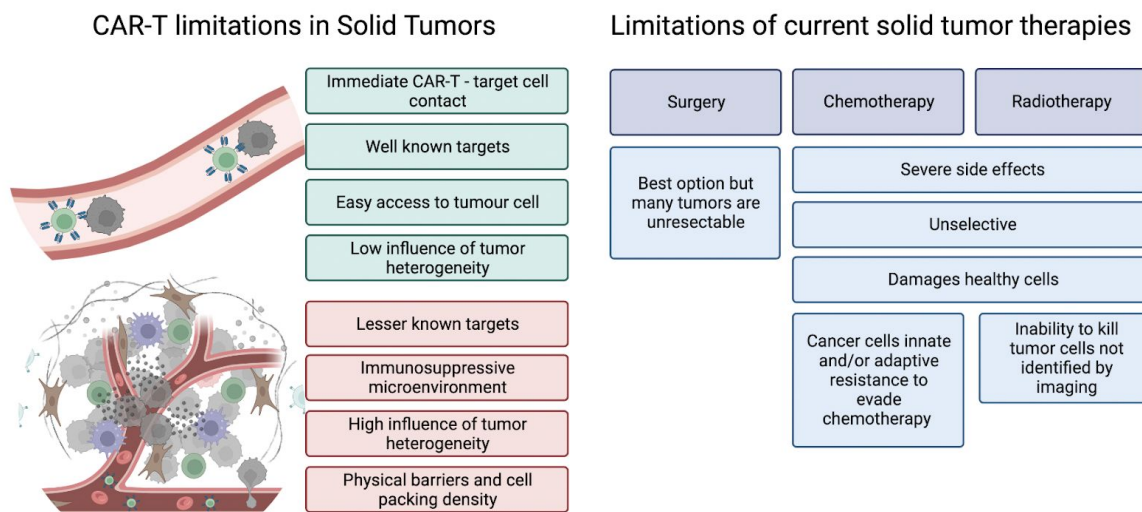 CAR-T limitations in Solid Tumors
Immediate CAR-T - target cell
contact
Well known targets
Easy access to tumour cell
Low influence of tumor
heterogeneity
Lesser known targets
Immunosuppressive
microenvironment
High influence of tumor
heterogeneity
Physical barriers and cell
packing density
Limitations of current solid tumor therapies
Surgery
Chemotherapy
Radiotherapy
Best option but
many tumors are
unresectable
Severe side effects
Unselective
Damages healthy cells
Cancer cells innate
and/or adaptive
resistance to
evade
chemotherapy
Inability to kill
tumor cells not
identified by
imaging